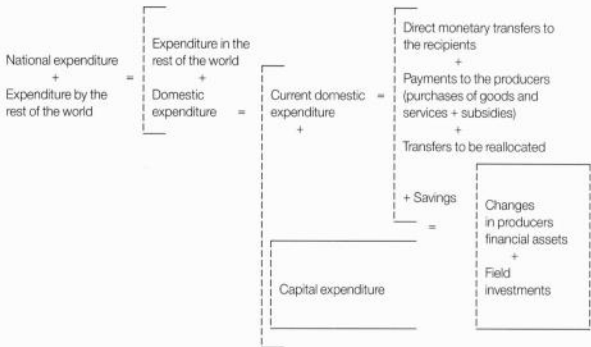 National expenditure
+
Expenditure by the
rest of the world
=
Expenditure in the
rest of the world
+
Domestic
expenditure
=
Current domestic
expenditure
+
=
Direct monetary transfers to
the recipients
+
Payments to the producers
(purchases of goods and
services + subsidies)
+
Transfers to be reallocated
+ Savings
=
Capital expenditure
Changes
in producers
financial assets
+
Field
investments